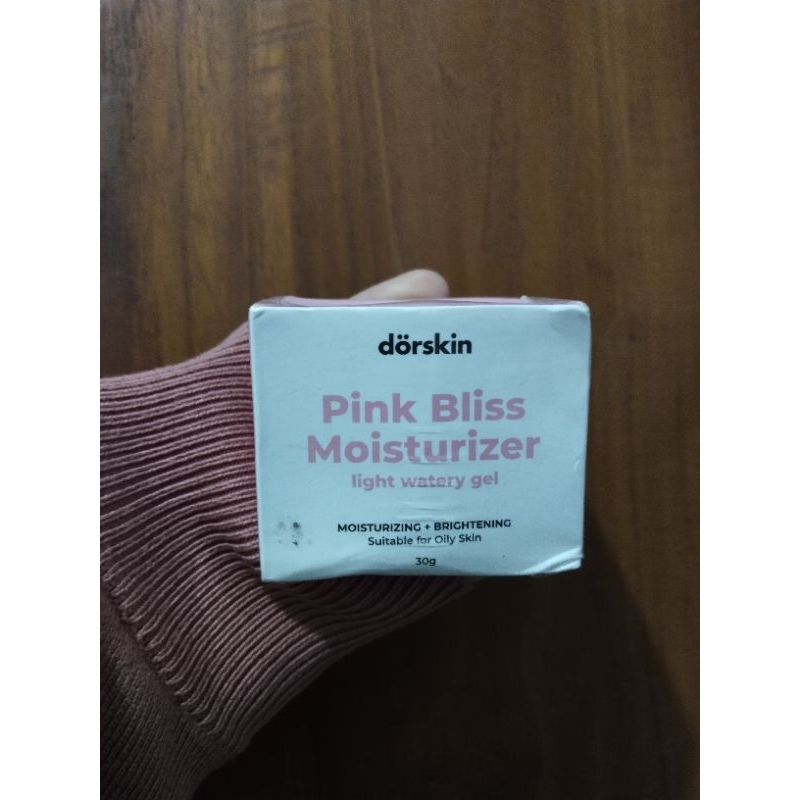 dörskin
Pink Bliss
Moisturizer
light watery gel
MOISTURIZING + BRIGHTENING
Suitable for Oily Skin
30g